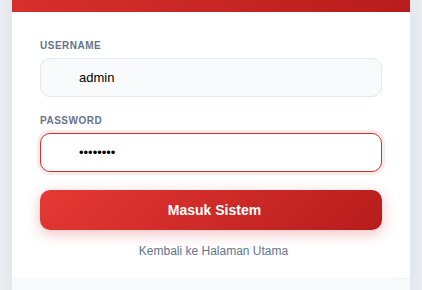 USERNAME
admin
PASSWORD
••••••••
Masuk Sistem
Kembali ke Halaman Utama